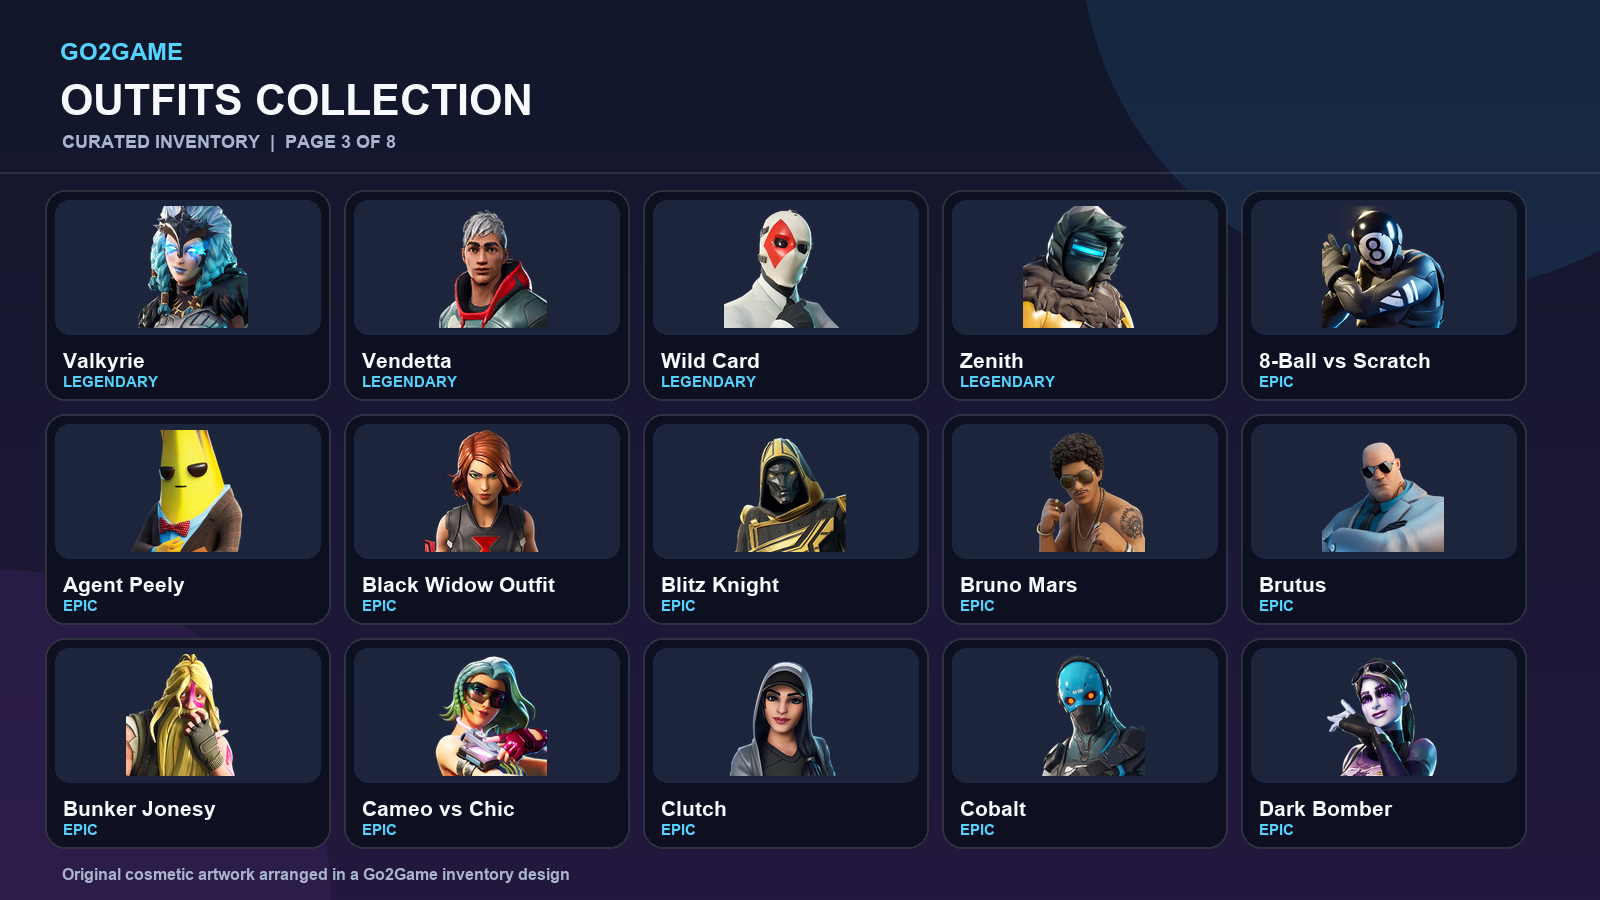 GO2GAME
OUTFITS COLLECTION
CURATED INVENTORY | PAGE 3 OF 8
Valkyrie
LEGENDARY
Vendetta
LEGENDARY
Wild Card
LEGENDARY
Zenith
LEGENDARY
8-Ball vs Scratch
EPIC
8
Agent Peely
EPIC
Black Widow Outfit
EPIC
Blitz Knight
EPIC
Bruno Mars
EPIC
Brutus
EPIC
Bunker Jonesy
EPIC
Cameo vs Chic
EPIC
Clutch
EPIC
Cobalt
EPIC
Dark Bomber
EPIC
Original cosmetic artwork arranged in a Go2Game inventory design